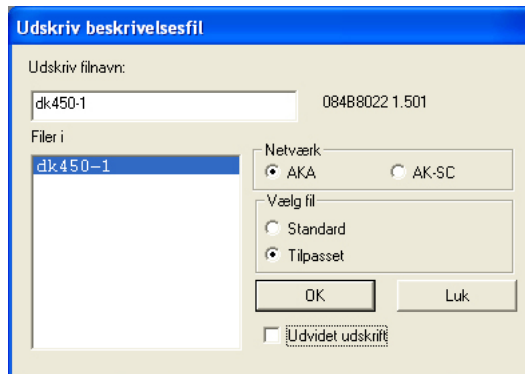 Udskriv beskrivelsesfil
Udskriv filnavn:
dk450-1 084B8022 1.501
Filer i
dk450-1
Netværk
AKA AK-SC
Vælg fil
Standard
Tilpasset
OK Luk
Udvidet udskrift